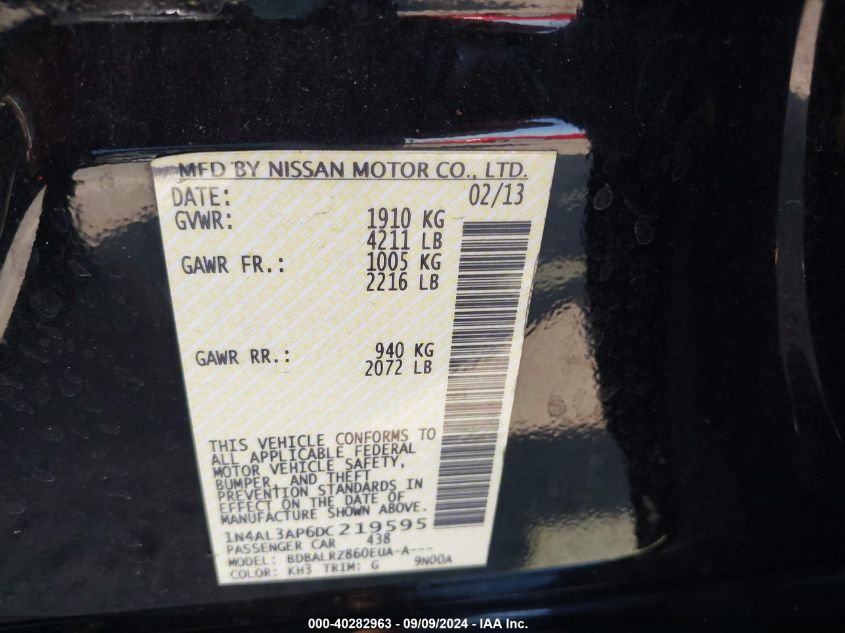 MFD BY NISSAN MOTOR CO., LTD.
DATE: 02/13
GVWR: 1910 KG
4211 LB
GAWR FR.: 1005 KG
2216 LB
GAWR RR.: 940 KG
2072 LB
THIS VEHICLE CONFORMS TO
ALL APPLICABLE FEDERAL
MOTOR VEHICLE SAFETY,
BUMPER, AND THEFT
PREVENTION STANDARDS IN
EFFECT ON THE DATE OF
MANUFACTURE SHOWN ABOVE.
1N4AL3AP6DC219595
PASSENGER CAR 438
MODEL: BDBALRZ860EUA-A---
COLOR: KH3 TRIM: G 9N00A
000-40282963 - 09/09/2024 - IAA Inc.